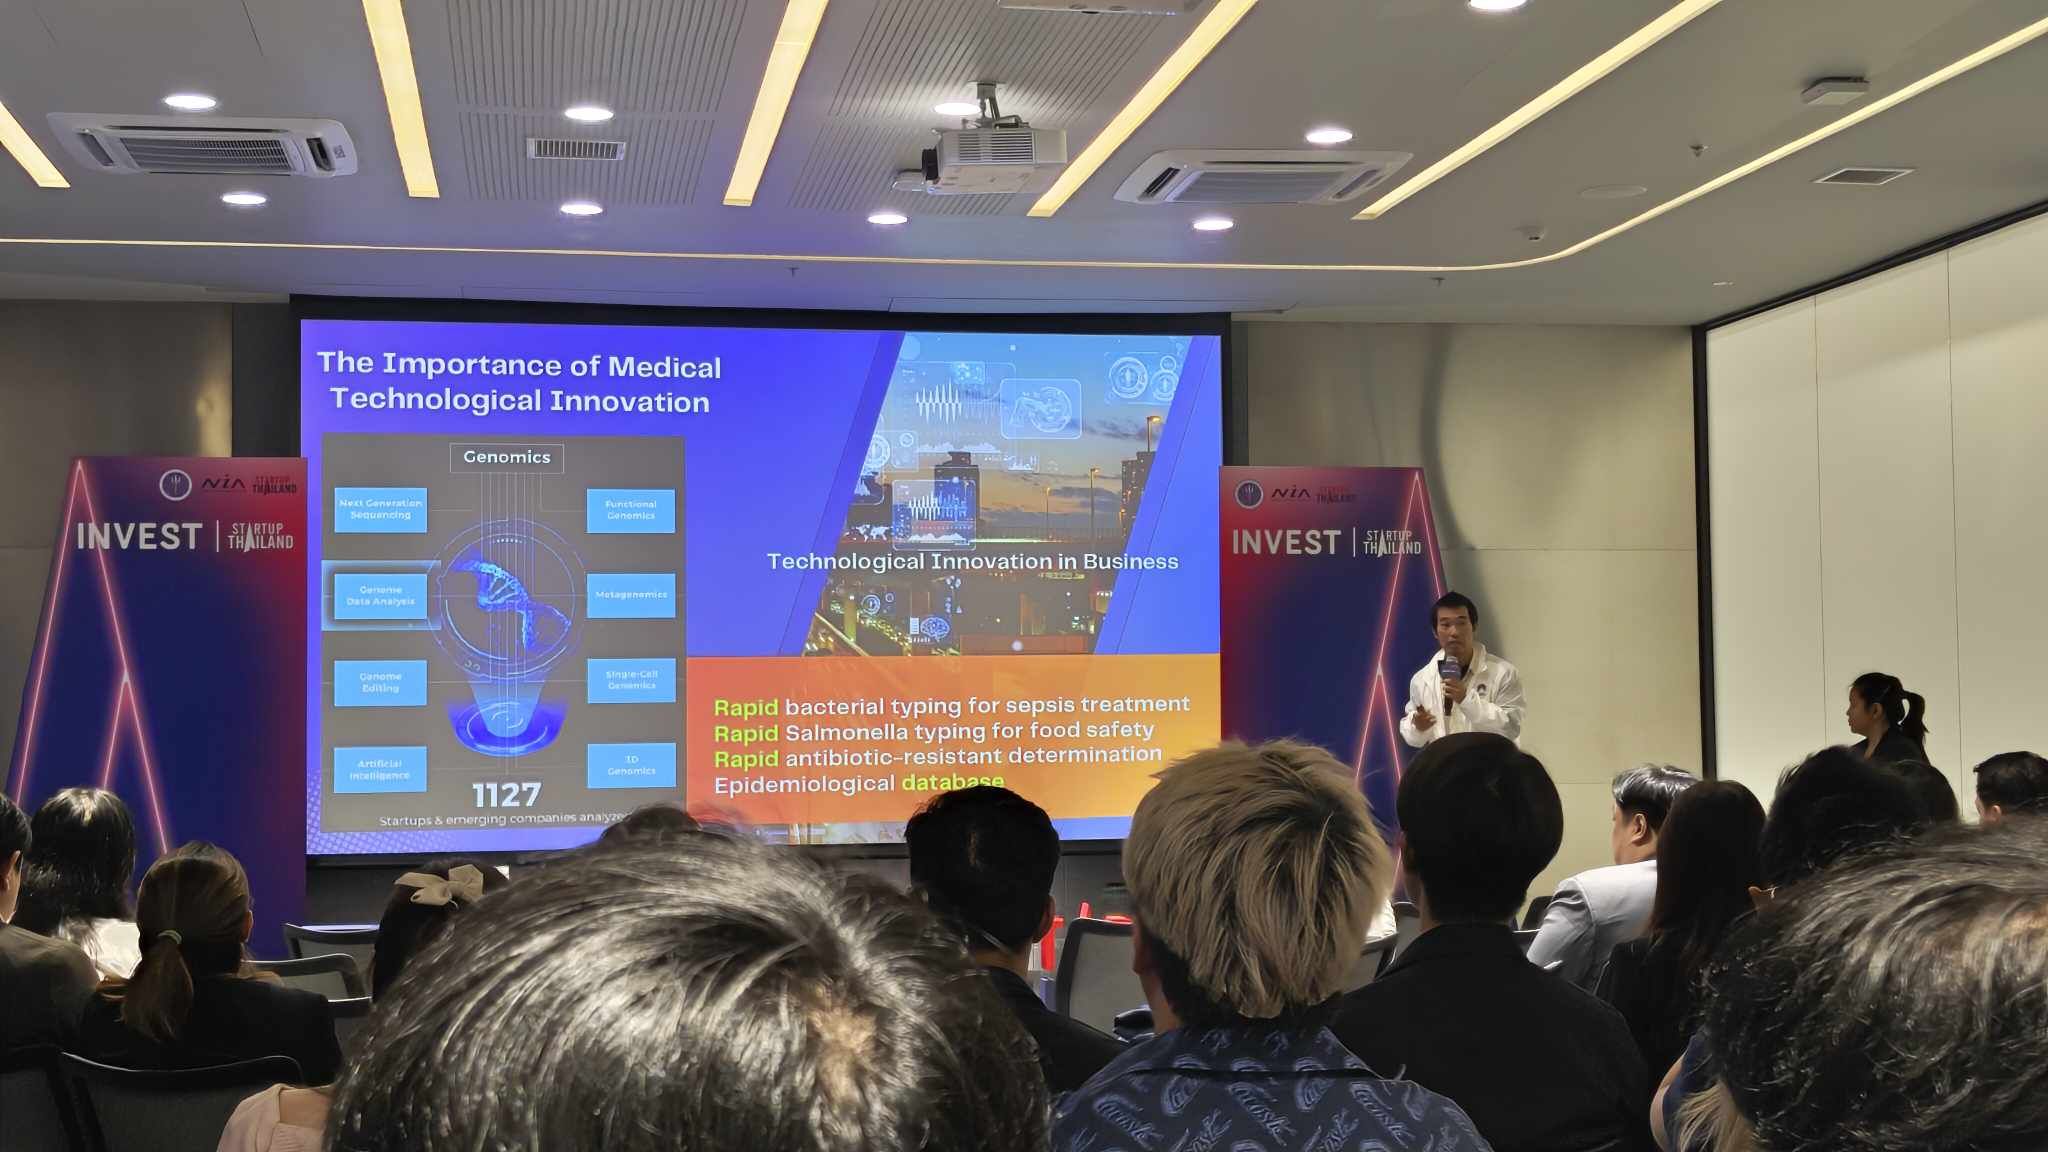 The Importance of Medical
Technological Innovation
Genomics
Next Generation
Sequencing
Functional
Genomics
Genome
Data Analysis
Metagenomics
Genome
Editing
Single-Cell
Genomics
Artificial
Intelligence
3D
Genomics
1127
Startups & emerging companies analyze
Technological Innovation in Business
Rapid bacterial typing for sepsis treatment
Rapid Salmonella typing for food safety
Rapid antibiotic-resistant determination
Epidemiological database
NIA STARTUP
THAILAND
INVEST | STARTUP
THAILAND
NIA STARTUP
THAILAND
INVEST | STARTUP
THAILAND